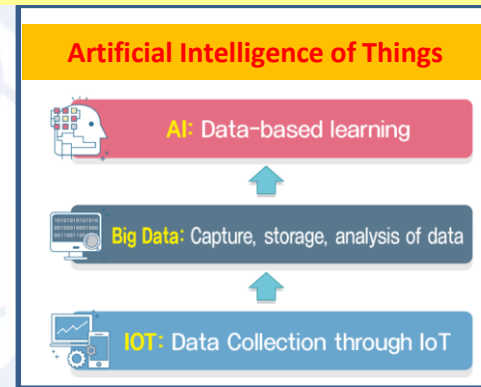 Artificial Intelligence of Things
AI: Data-based learning
Big Data: Capture, storage, analysis of data
IOT: Data Collection through IoT